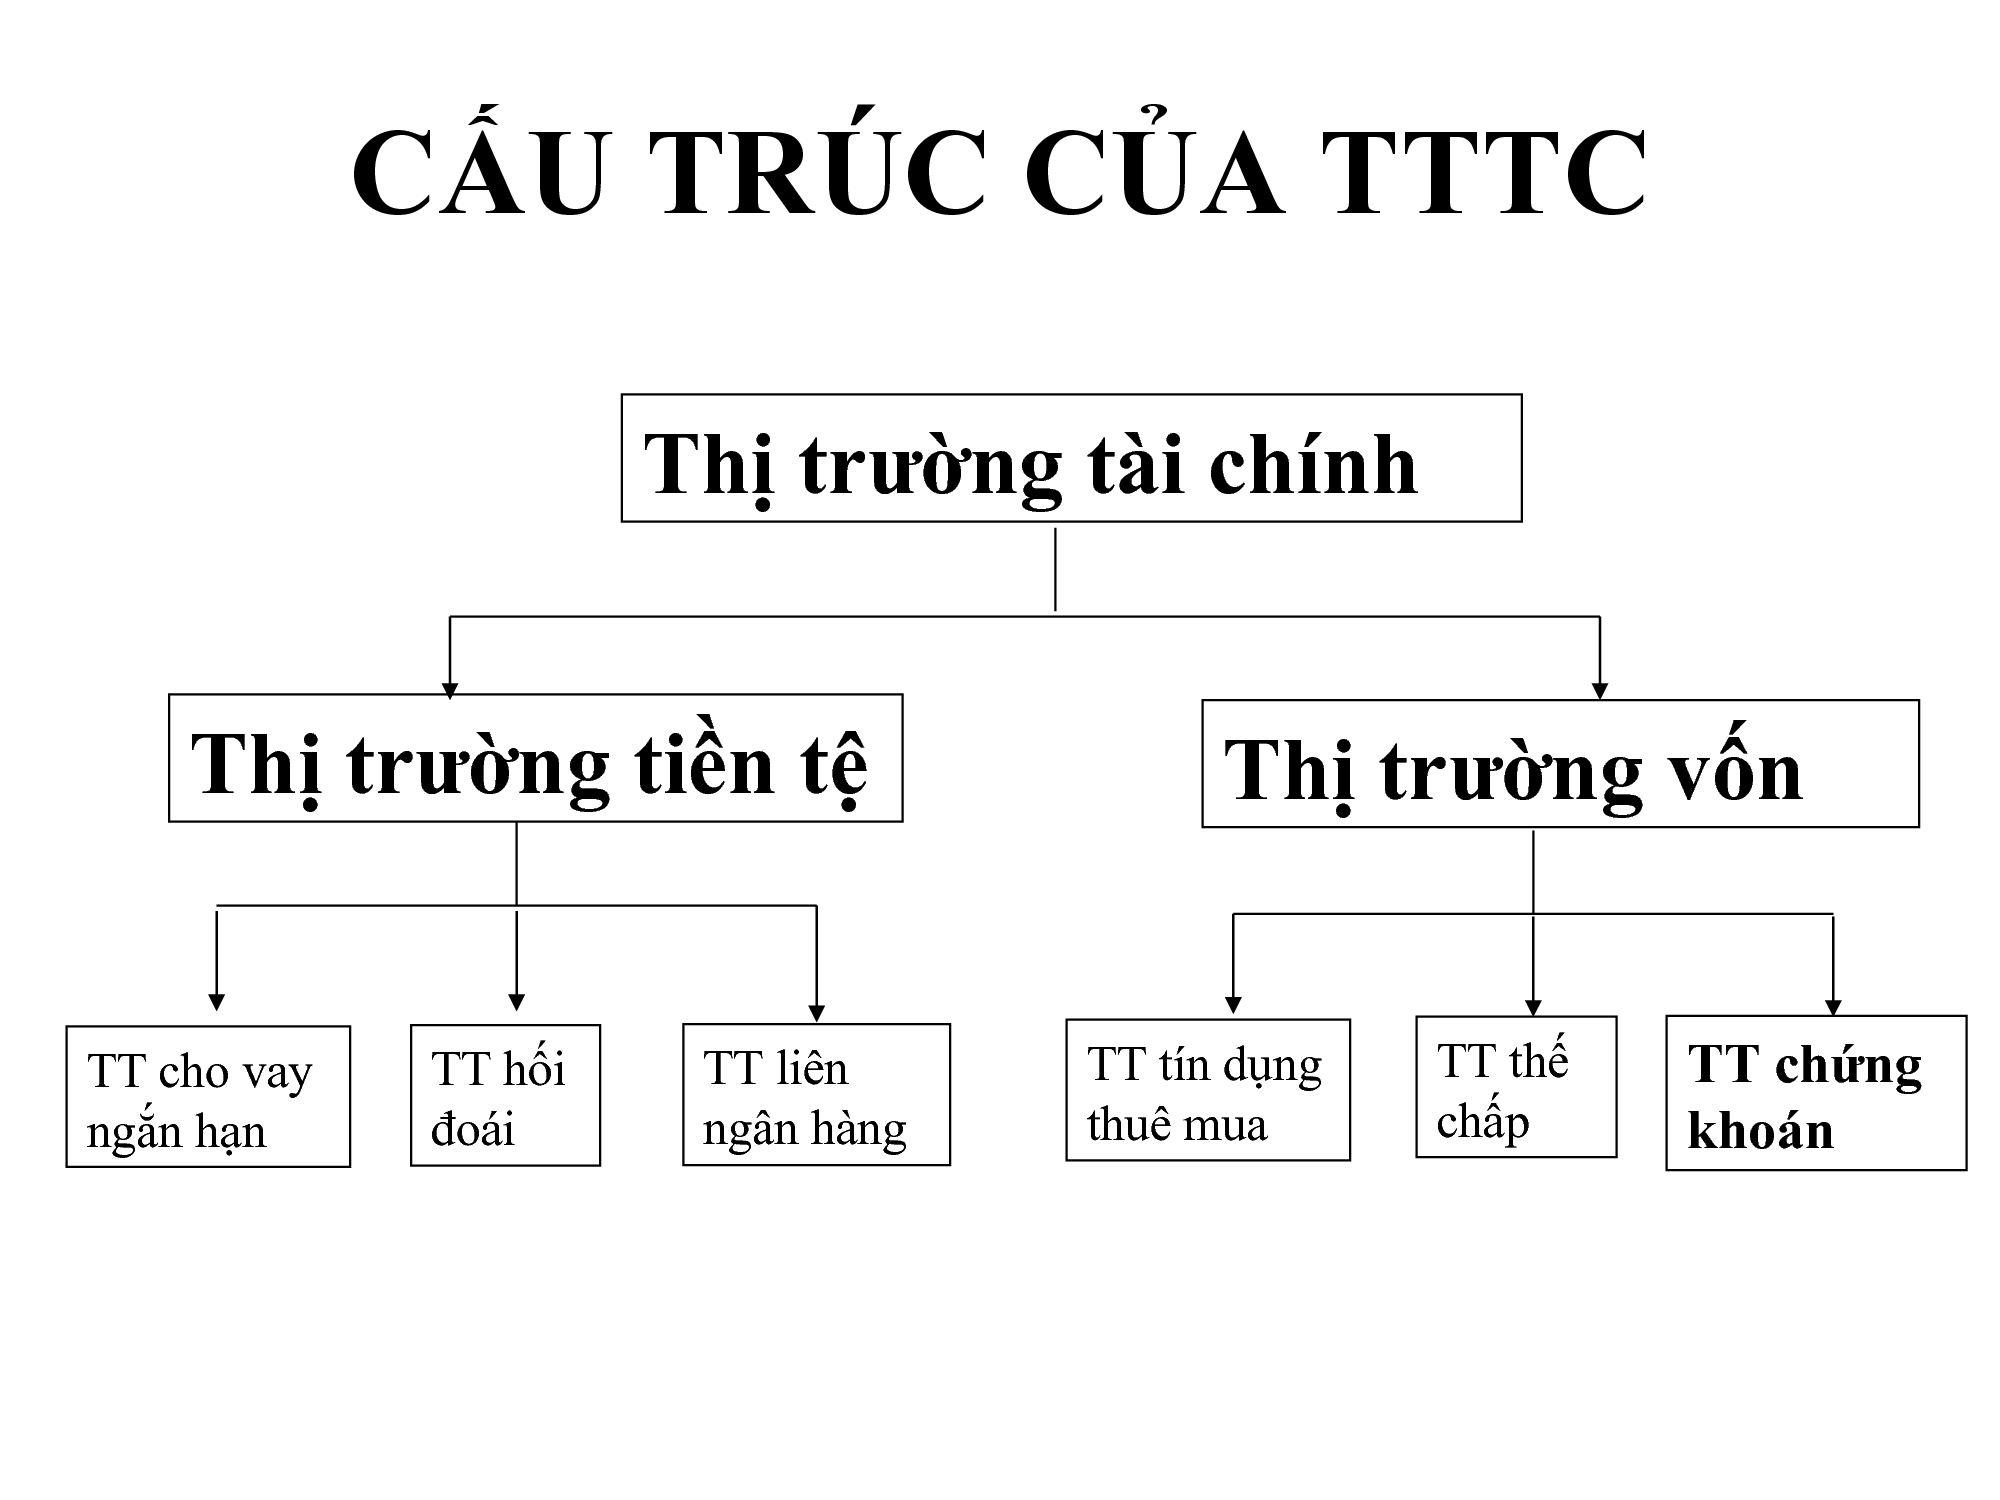 CẤU TRÚC CỦA TTTC
Thị trường tài chính
Thị trường tiền tệ
Thị trường vốn
TT cho vay
ngắn hạn
TT hối
đoái
TT liên
ngân hàng
TT tín dụng
thuê mua
TT thế
chấp
TT chứng
khoán